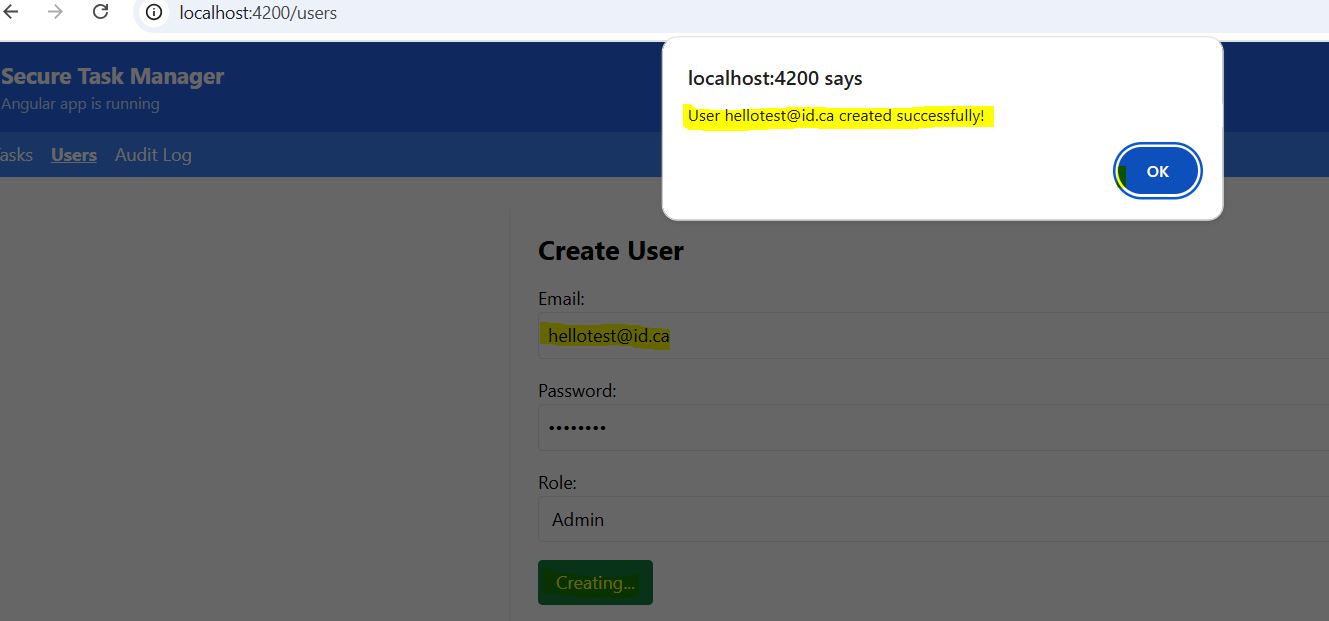 localhost:4200/users
Secure Task Manager
Angular app is running
localhost:4200 says
User hellotest@id.ca created successfully!
OK
asks Users Audit Log
Create User
Email:
hellotest@id.ca
Password:
••••••••
Role:
Admin
Creating...